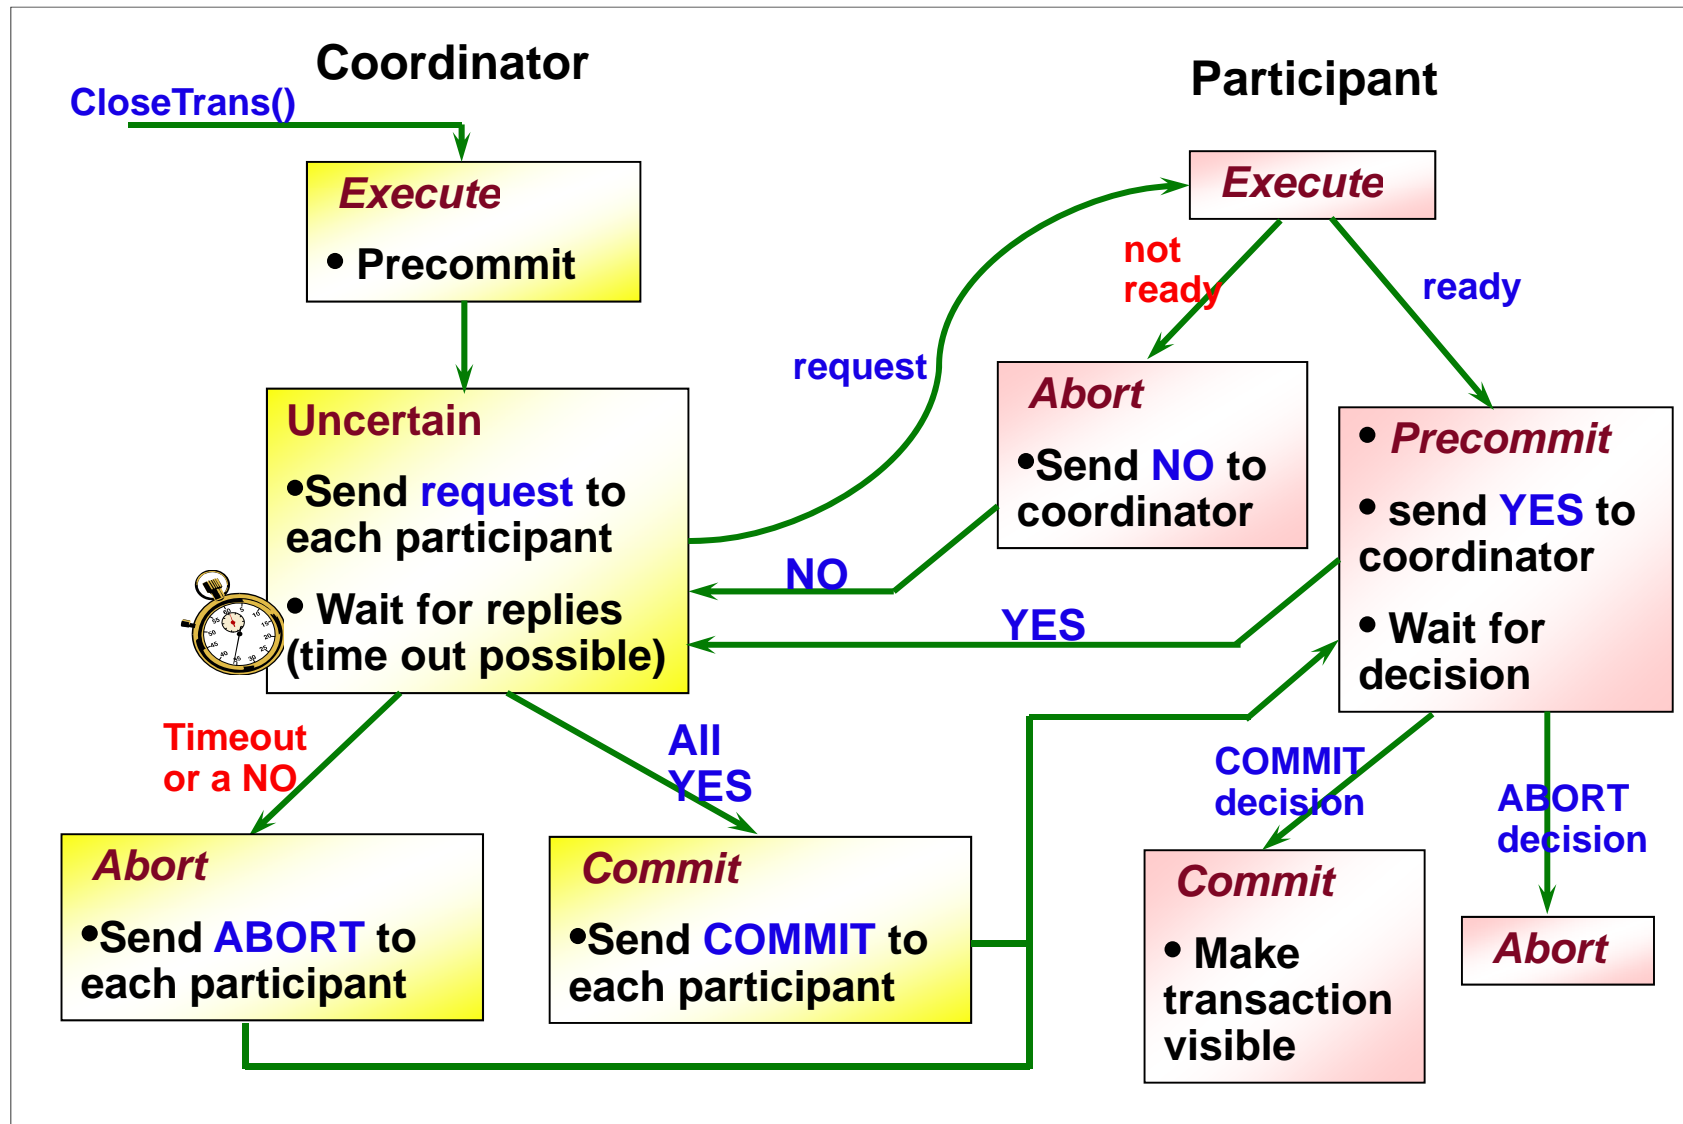 Coordinator
Participant
CloseTrans()
Execute
• Precommit
Execute
not
ready
ready
request
Uncertain
•Send request to
each participant
• Wait for replies
(time out possible)
Abort
•Send NO to
coordinator
• Precommit
• send YES to
coordinator
• Wait for
decision
NO
YES
Timeout
or a NO
All
YES
COMMIT
decision
ABORT
decision
Abort
•Send ABORT to
each participant
Commit
•Send COMMIT to
each participant
Commit
• Make
transaction
visible
Abort